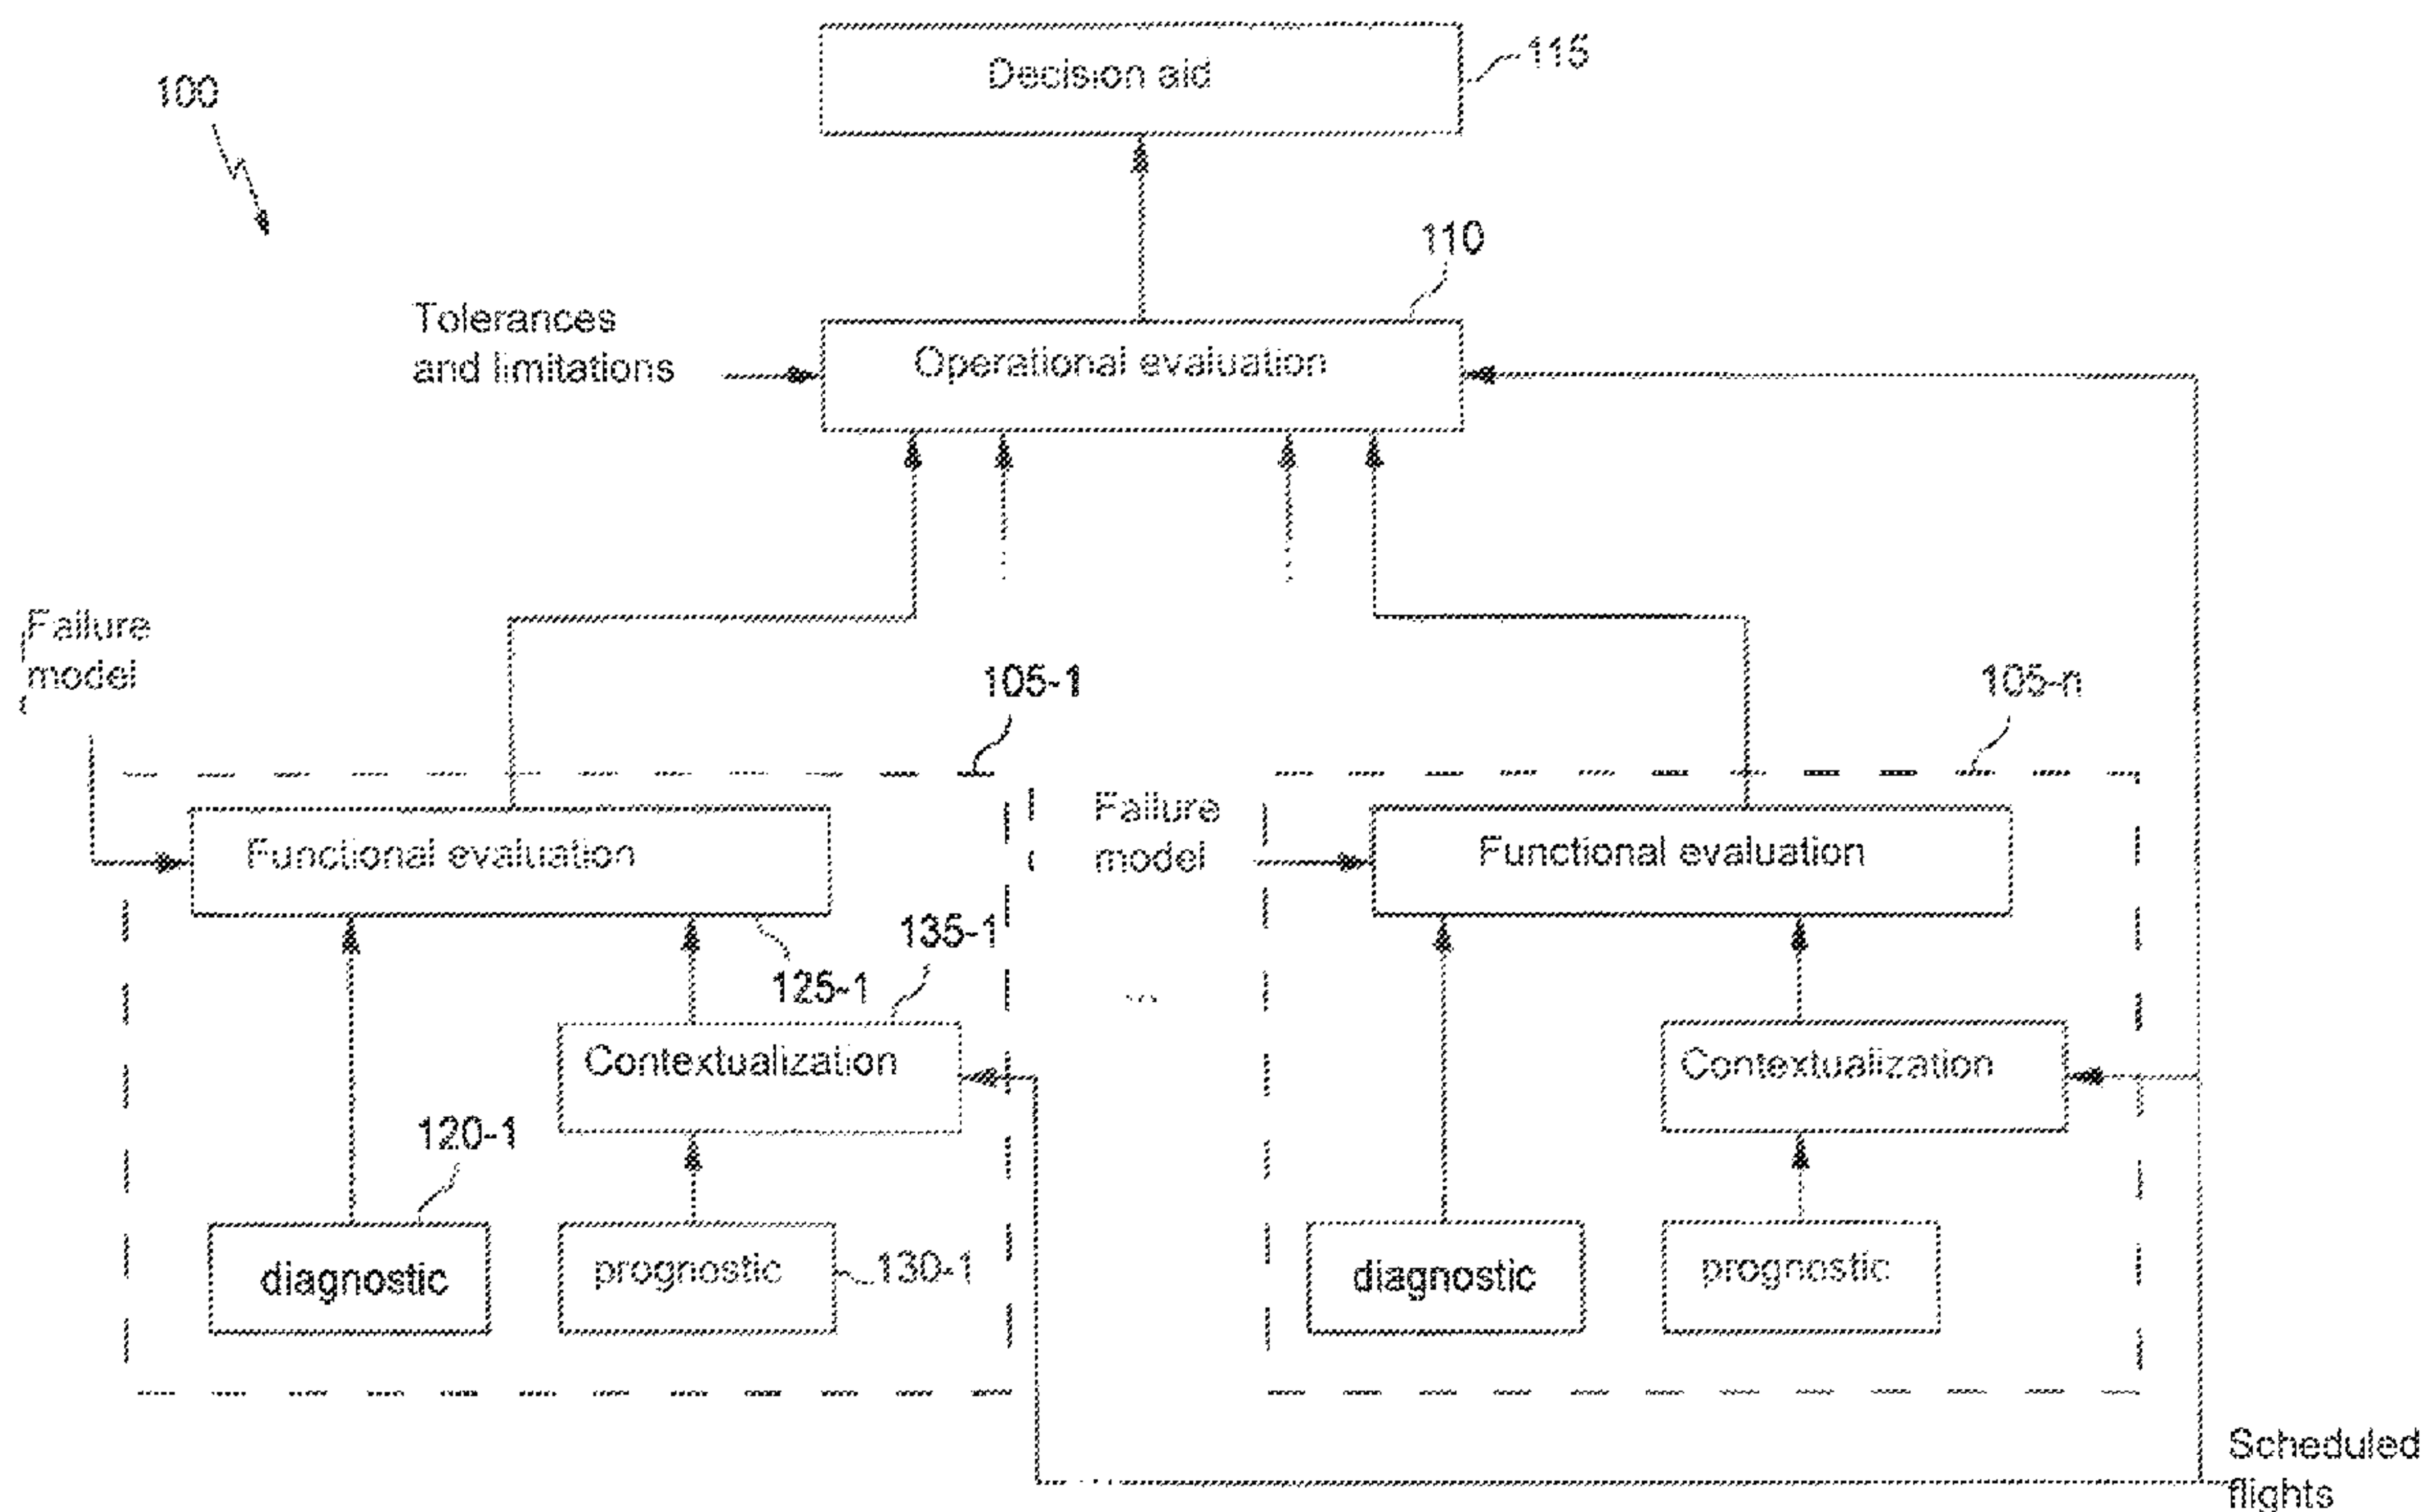 Decision aid
115
100
110
Tolerances
and limitations
Operational evaluation
Failure
model
105-1
105-n
Failure
model
Functional evaluation
Functional evaluation
135-1
125-1
...
Contextualization
Contextualization
120-1
diagnostic
prognostic
130-1
diagnostic
prognostic
Scheduled
flights